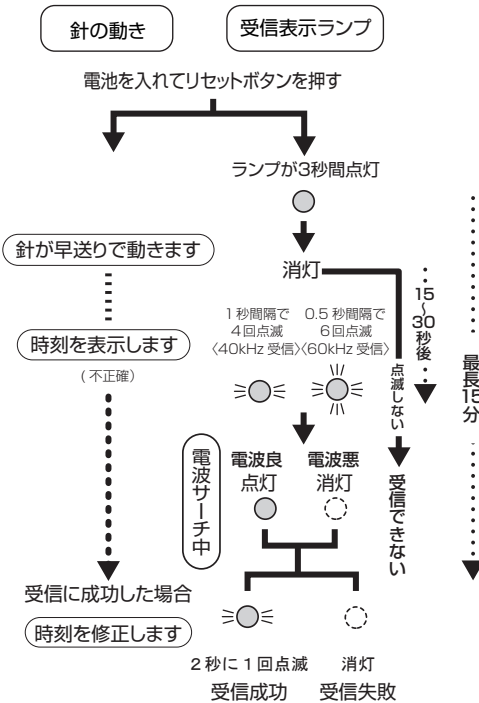 針の動き
受信表示ランプ
電池を入れてリセットボタンを押す
ランプが3秒間点灯
針が早送りで動きます
消灯
15~30秒後
1秒間隔で
4回点滅
〈40kHz 受信〉
0.5秒間隔で
6回点滅
〈60kHz 受信〉
時刻を表示します
(不正確)
点滅しない
最長15分
電波サーチ中
電波良
点灯
電波悪
消灯
受信できない
受信に成功した場合
時刻を修正します
2秒に1回点滅
消灯
受信成功
受信失敗